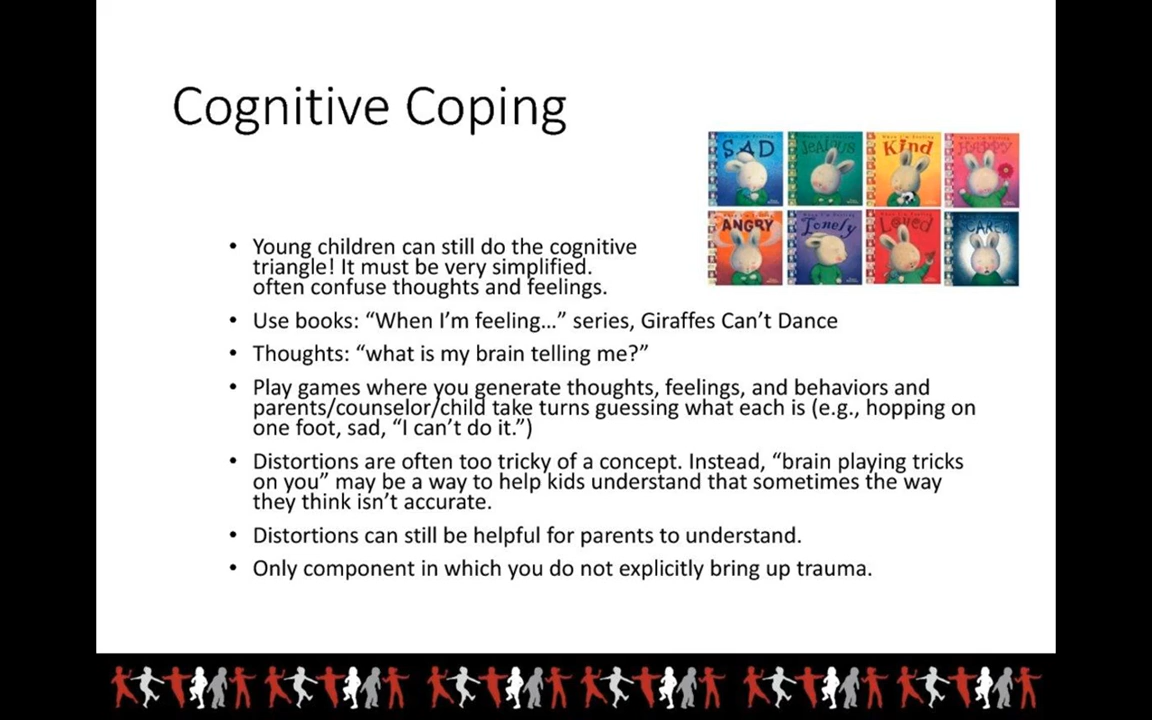 Cognitive Coping
SAD
Jealous
Kind
HAPPY
ANGRY
Lonely
Loved
SCARED
• Young children can still do the cognitive
triangle! It must be very simplified.
often confuse thoughts and feelings.
• Use books: “When I’m feeling…” series, Giraffes Can’t Dance
• Thoughts: “what is my brain telling me?”
• Play games where you generate thoughts, feelings, and behaviors and
parents/counselor/child take turns guessing what each is (e.g., hopping on
one foot, sad, “I can’t do it.”)
• Distortions are often too tricky of a concept. Instead, “brain playing tricks
on you” may be a way to help kids understand that sometimes the way
they think isn’t accurate.
• Distortions can still be helpful for parents to understand.
• Only component in which you do not explicitly bring up trauma.